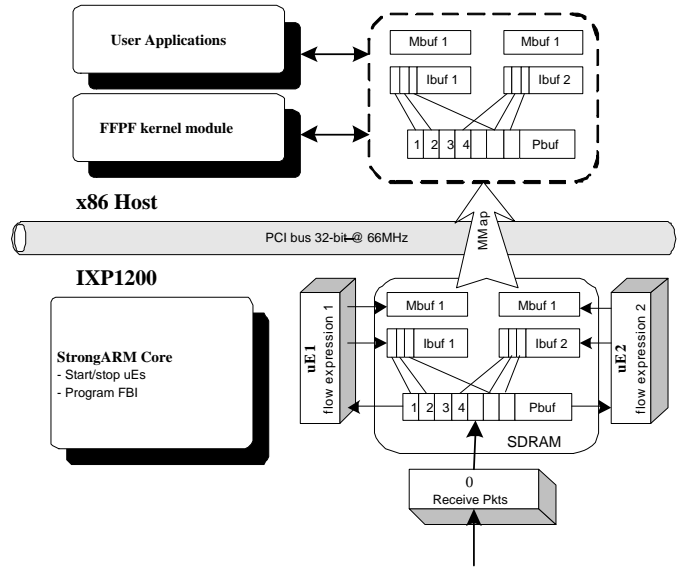 User Applications
Mbuf 1
Mbuf 1
Ibuf 1
Ibuf 2
FFPF kernel module
1 2 3 4
Pbuf
x86 Host
PCI bus 32-bit @ 66MHz
MMap
IXP1200
Mbuf 1
Mbuf 1
uE1
flow expression 1
Ibuf 1
Ibuf 2
uE2
flow expression 2
StrongARM Core
- Start/stop uEs
- Program FBI
1 2 3 4
Pbuf
SDRAM
0
Receive Pkts